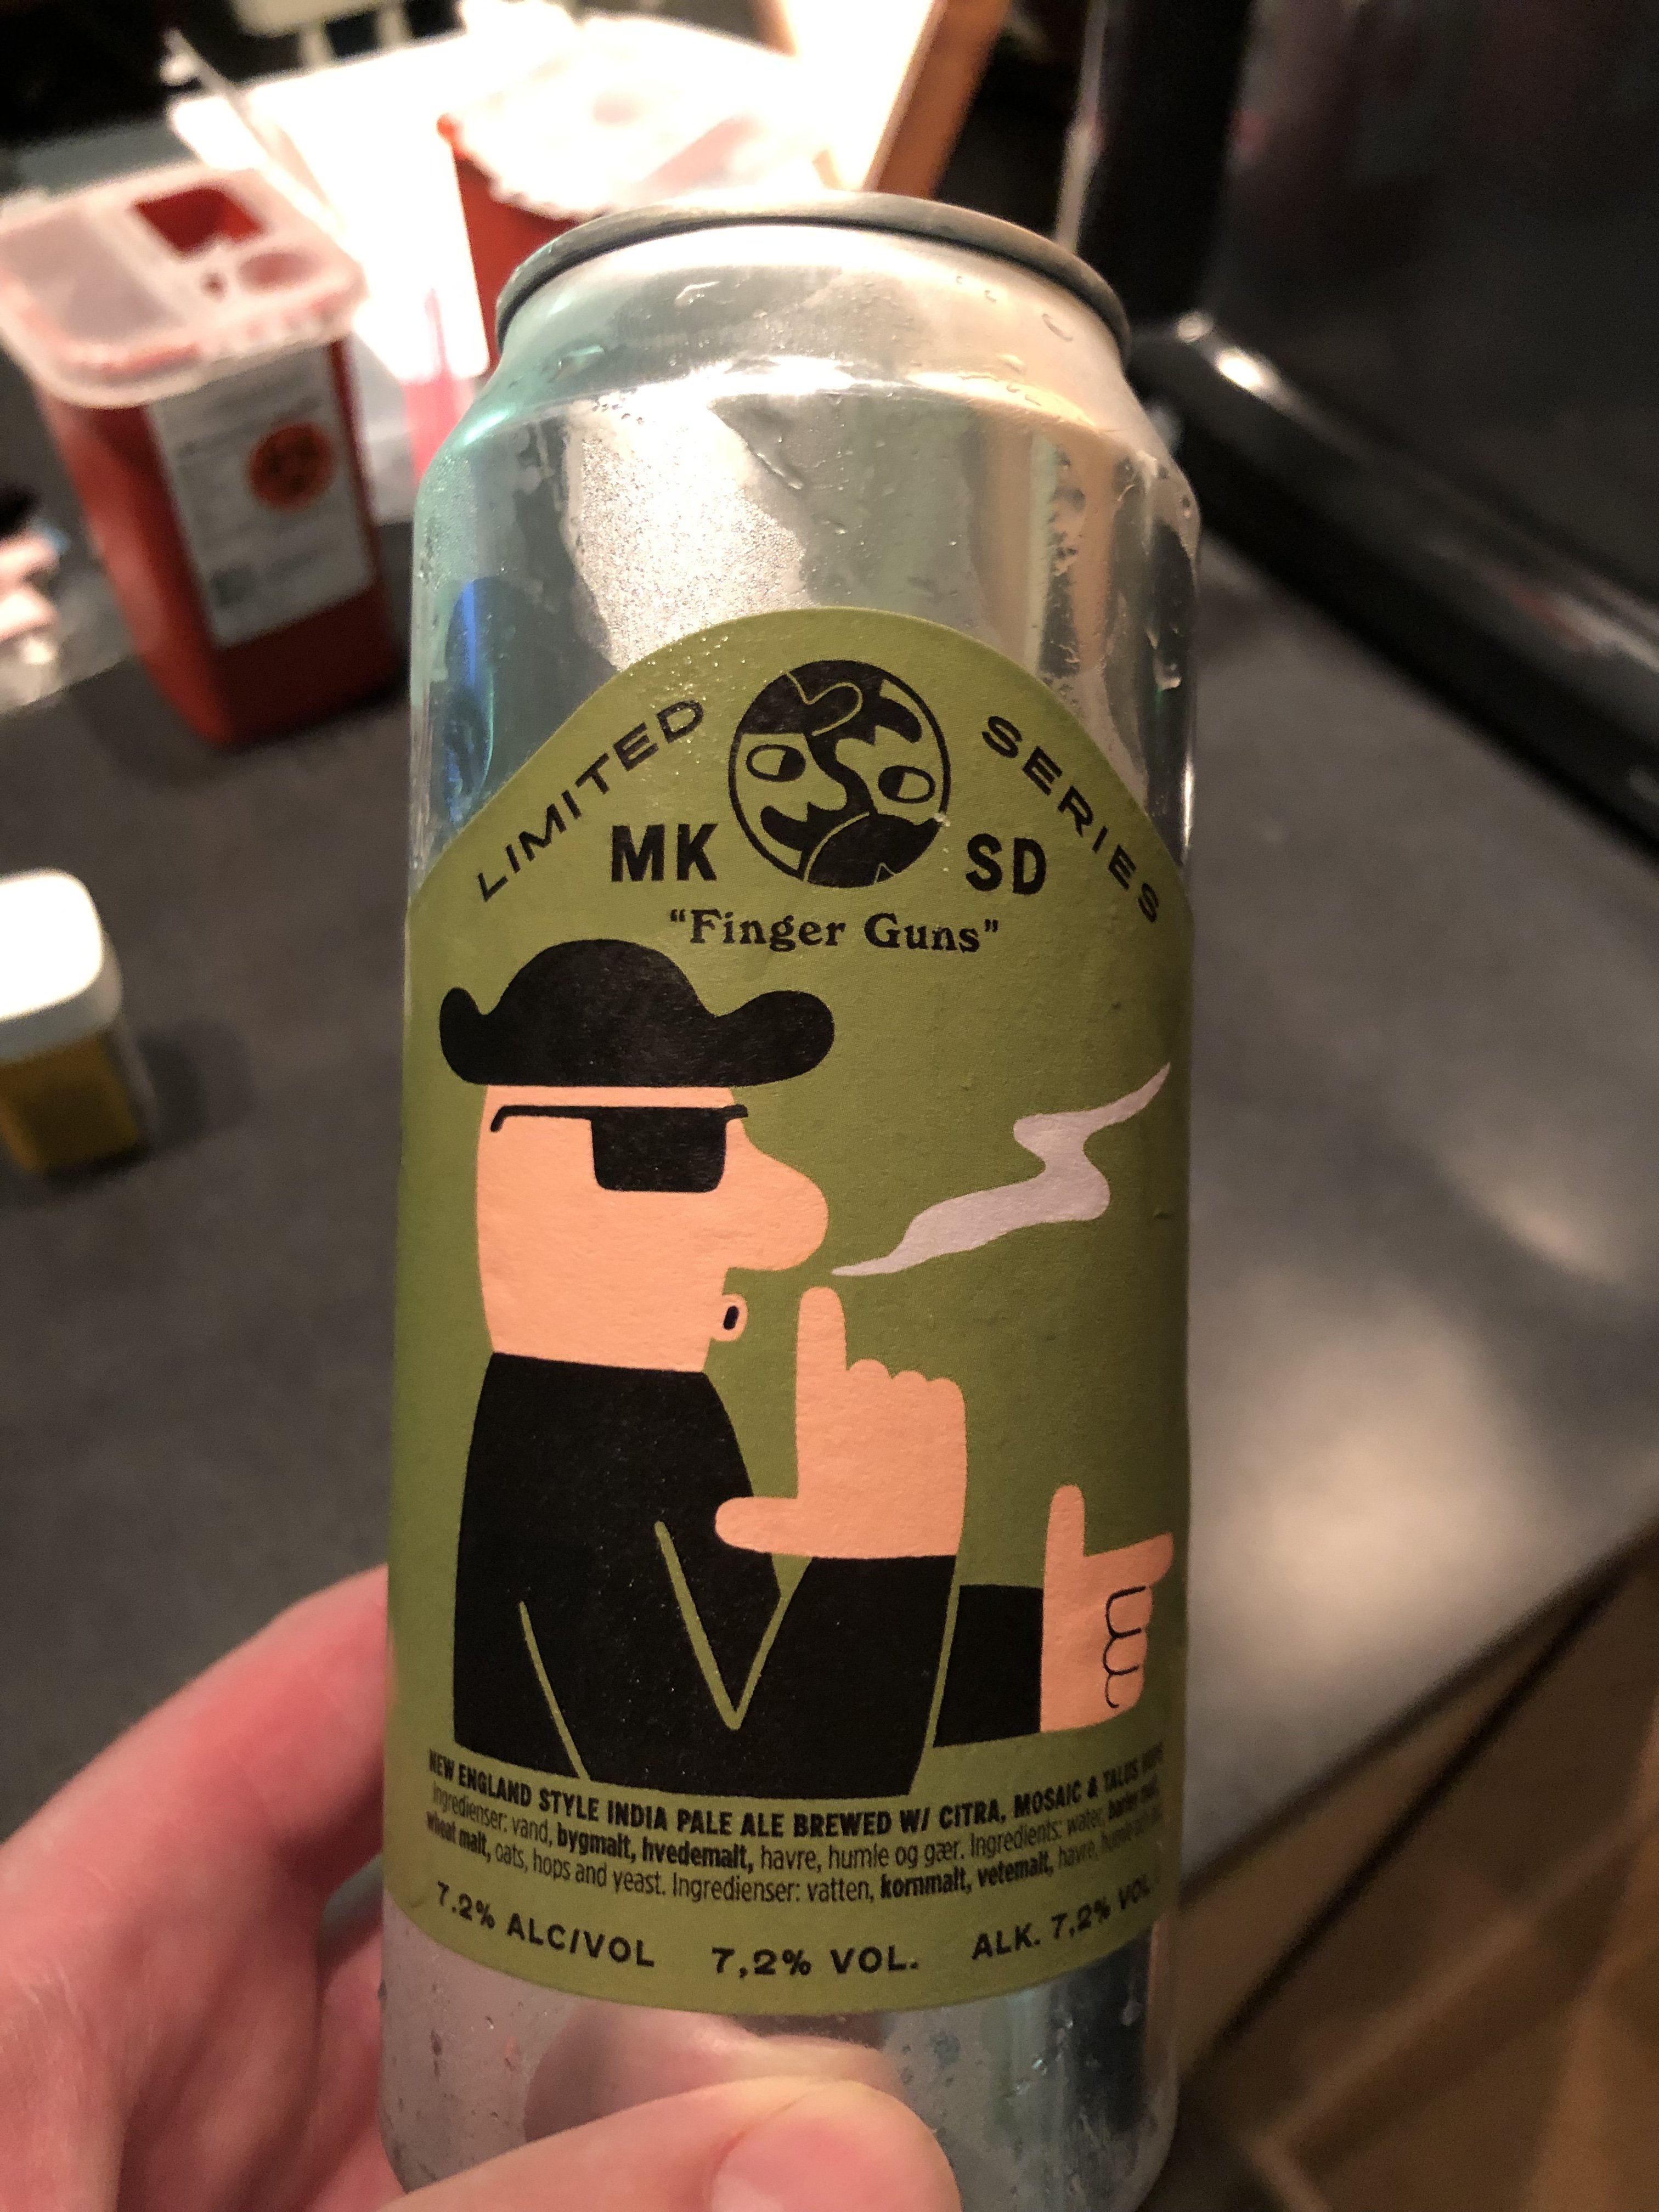 LIMITED SERIES
MK SD
“Finger Guns”
NEW ENGLAND STYLE INDIA PALE ALE BREWED W/ CITRA, MOSAIC & TALUS
Ingredienser: vand, bygmalt, hvedemalt, havre, humle og gær. Ingredients: water, barley malt,
wheat malt, oats, hops and yeast. Ingredienser: vatten, kornmalt, vetemalt, havre,
7.2% ALC/VOL 7,2% VOL. ALK. 7,2% VOL.